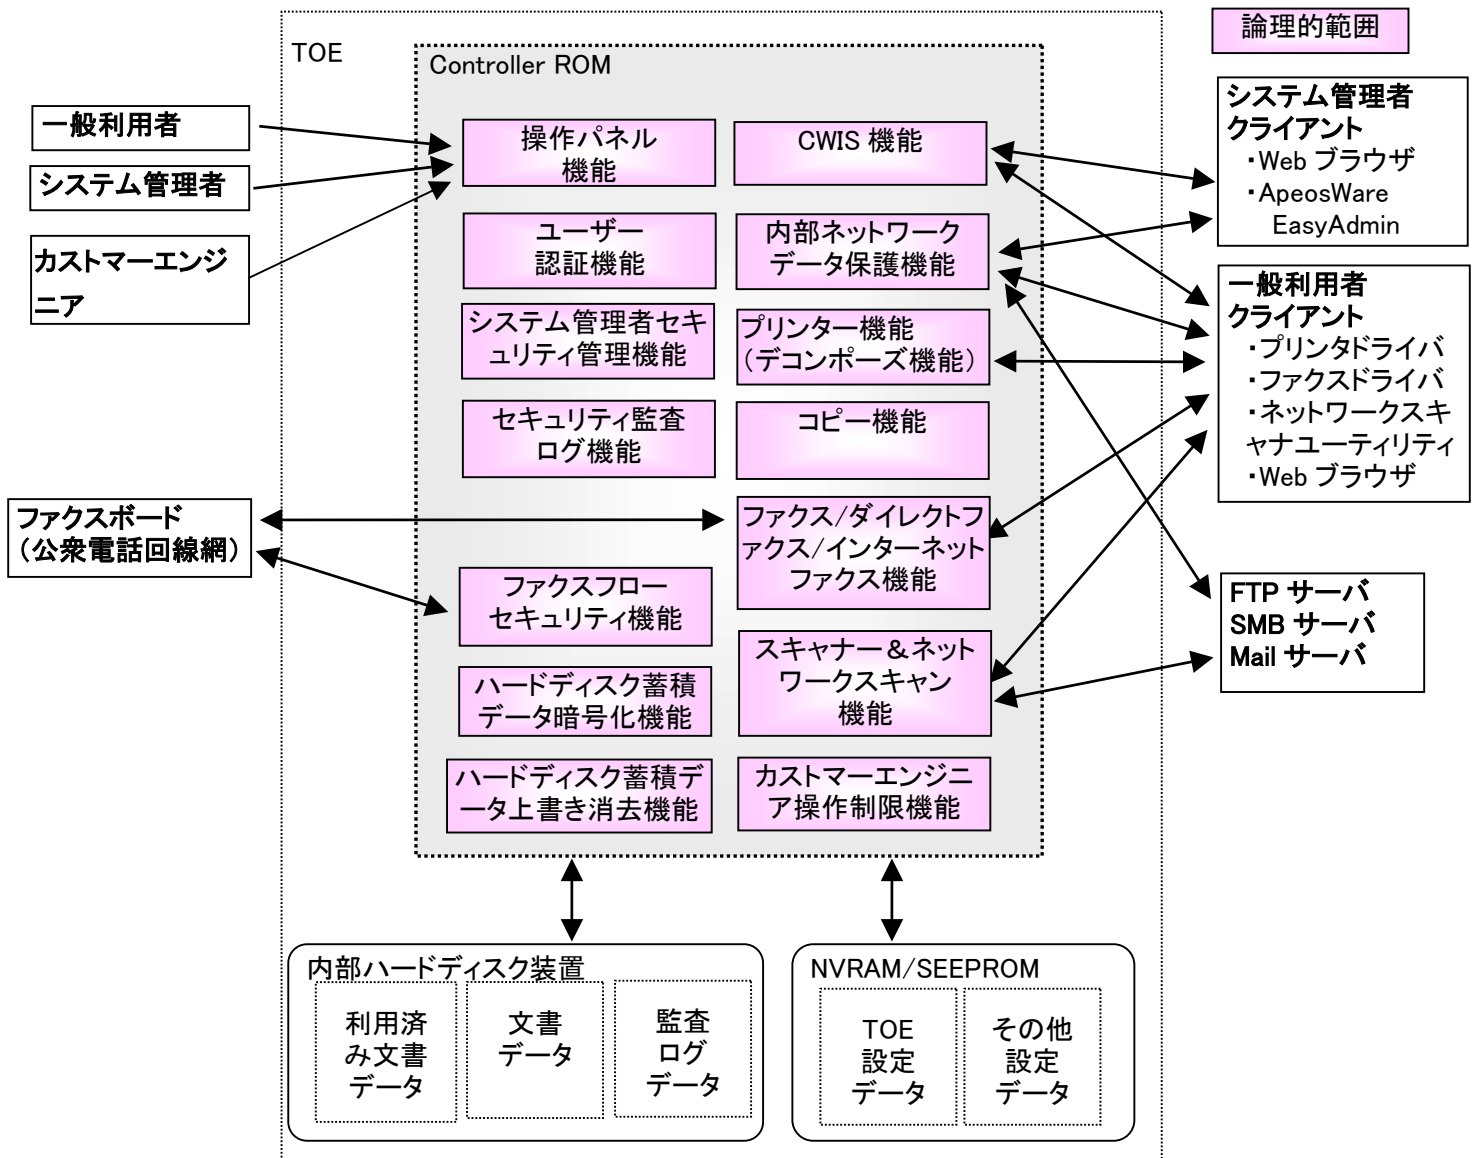 論理的範囲
TOE
Controller ROM
一般利用者
システム管理者
カストマーエンジ
ニア
ファクスボード
（公衆電話回線網）
操作パネル
機能
ユーザー
認証機能
システム管理者セキ
ュリティ管理機能
セキュリティ監査
ログ機能
ファクスフロー
セキュリティ機能
ハードディスク蓄積
データ暗号化機能
ハードディスク蓄積デ
ータ上書き消去機能
CWIS 機能
内部ネットワーク
データ保護機能
プリンター機能
（デコンポーズ機能）
コピー機能
ファクス/ダイレクトフ
ァクス/インターネット
ファクス機能
スキャナー＆ネット
ワークスキャン
機能
カストマーエンジニ
ア操作制限機能
システム管理者
クライアント
・Web ブラウザ
・ApeosWare
EasyAdmin
一般利用者
クライアント
・プリンタドライバ
・ファクスドライバ
・ネットワークスキ
ャナユーティリティ
・Web ブラウザ
FTP サーバ
SMB サーバ
Mail サーバ
内部ハードディスク装置
利用済
み文書
データ
文書
データ
監査
ログ
データ
NVRAM/SEEPROM
TOE
設定
データ
その他
設定
データ